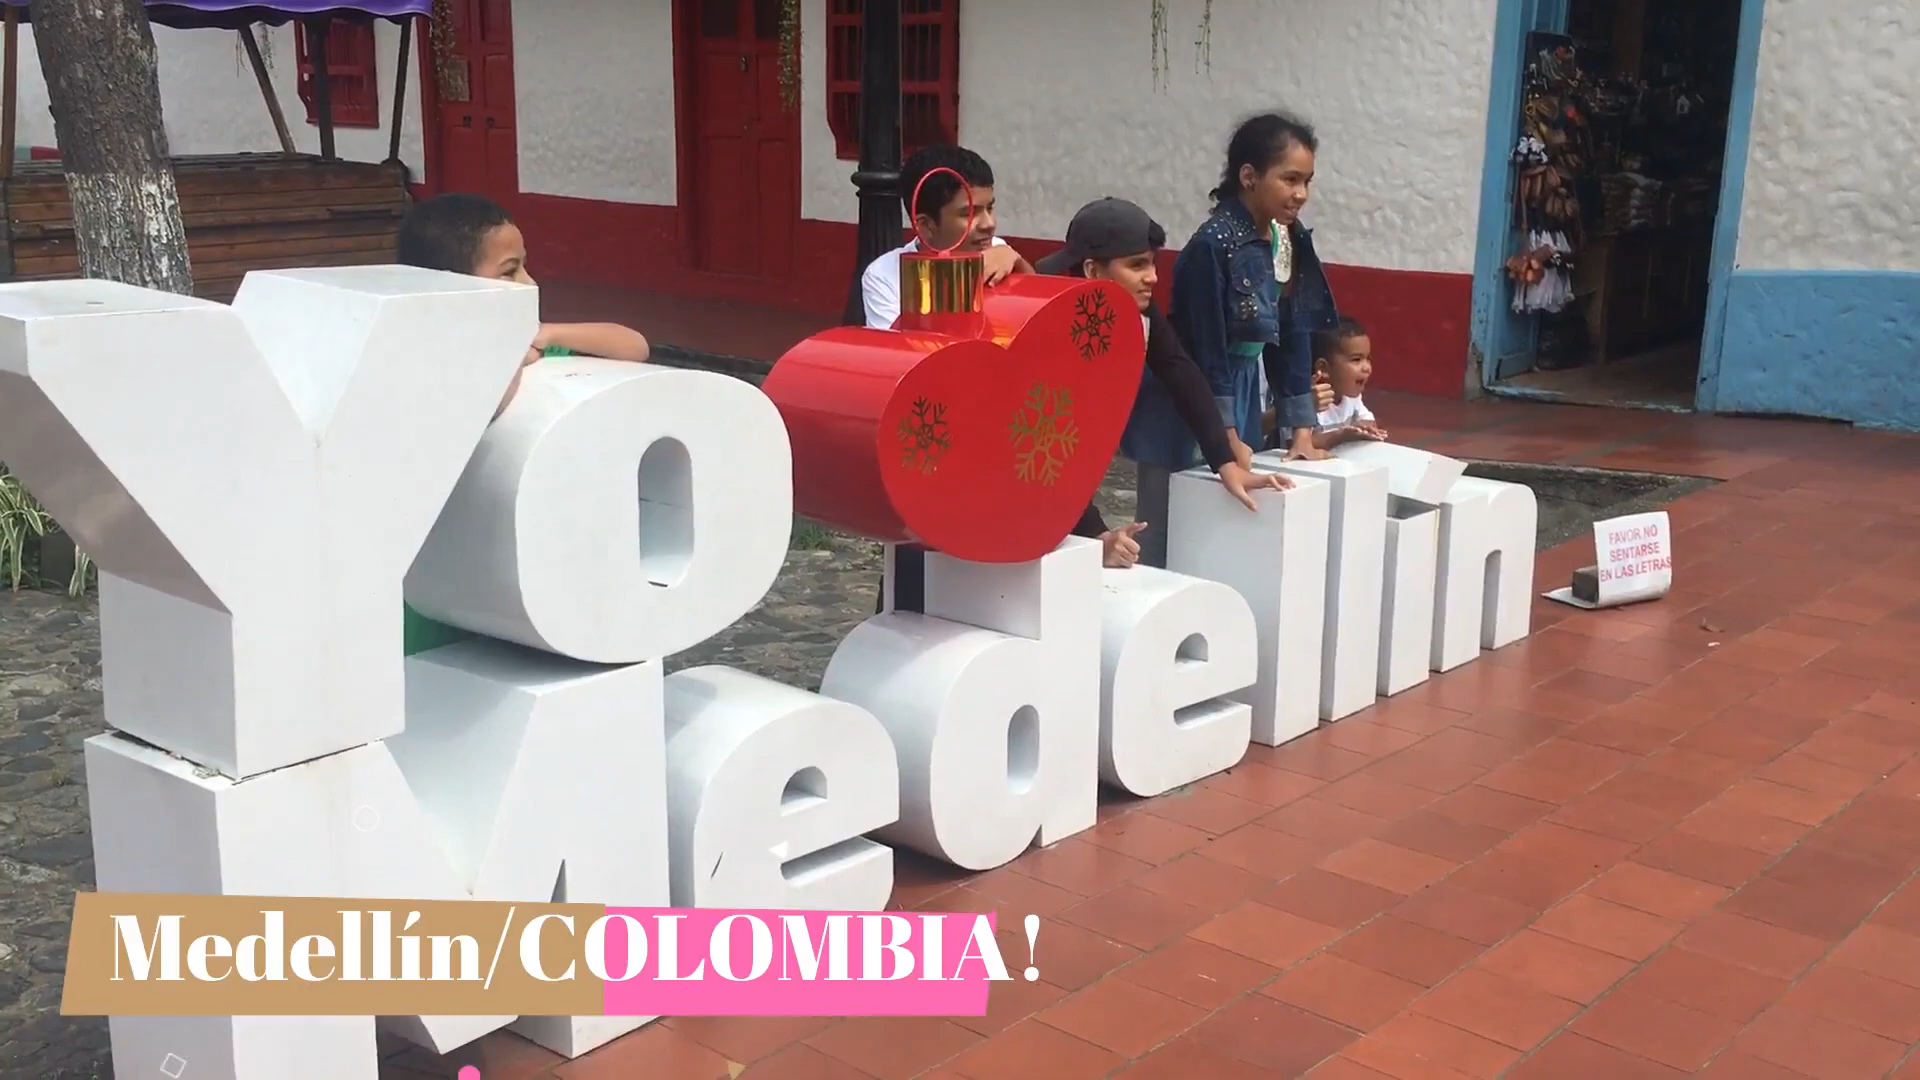 Yo
Medellín
FAVOR NO
SENTARSE
EN LAS LETRAS
Medellín/COLOMBIA!